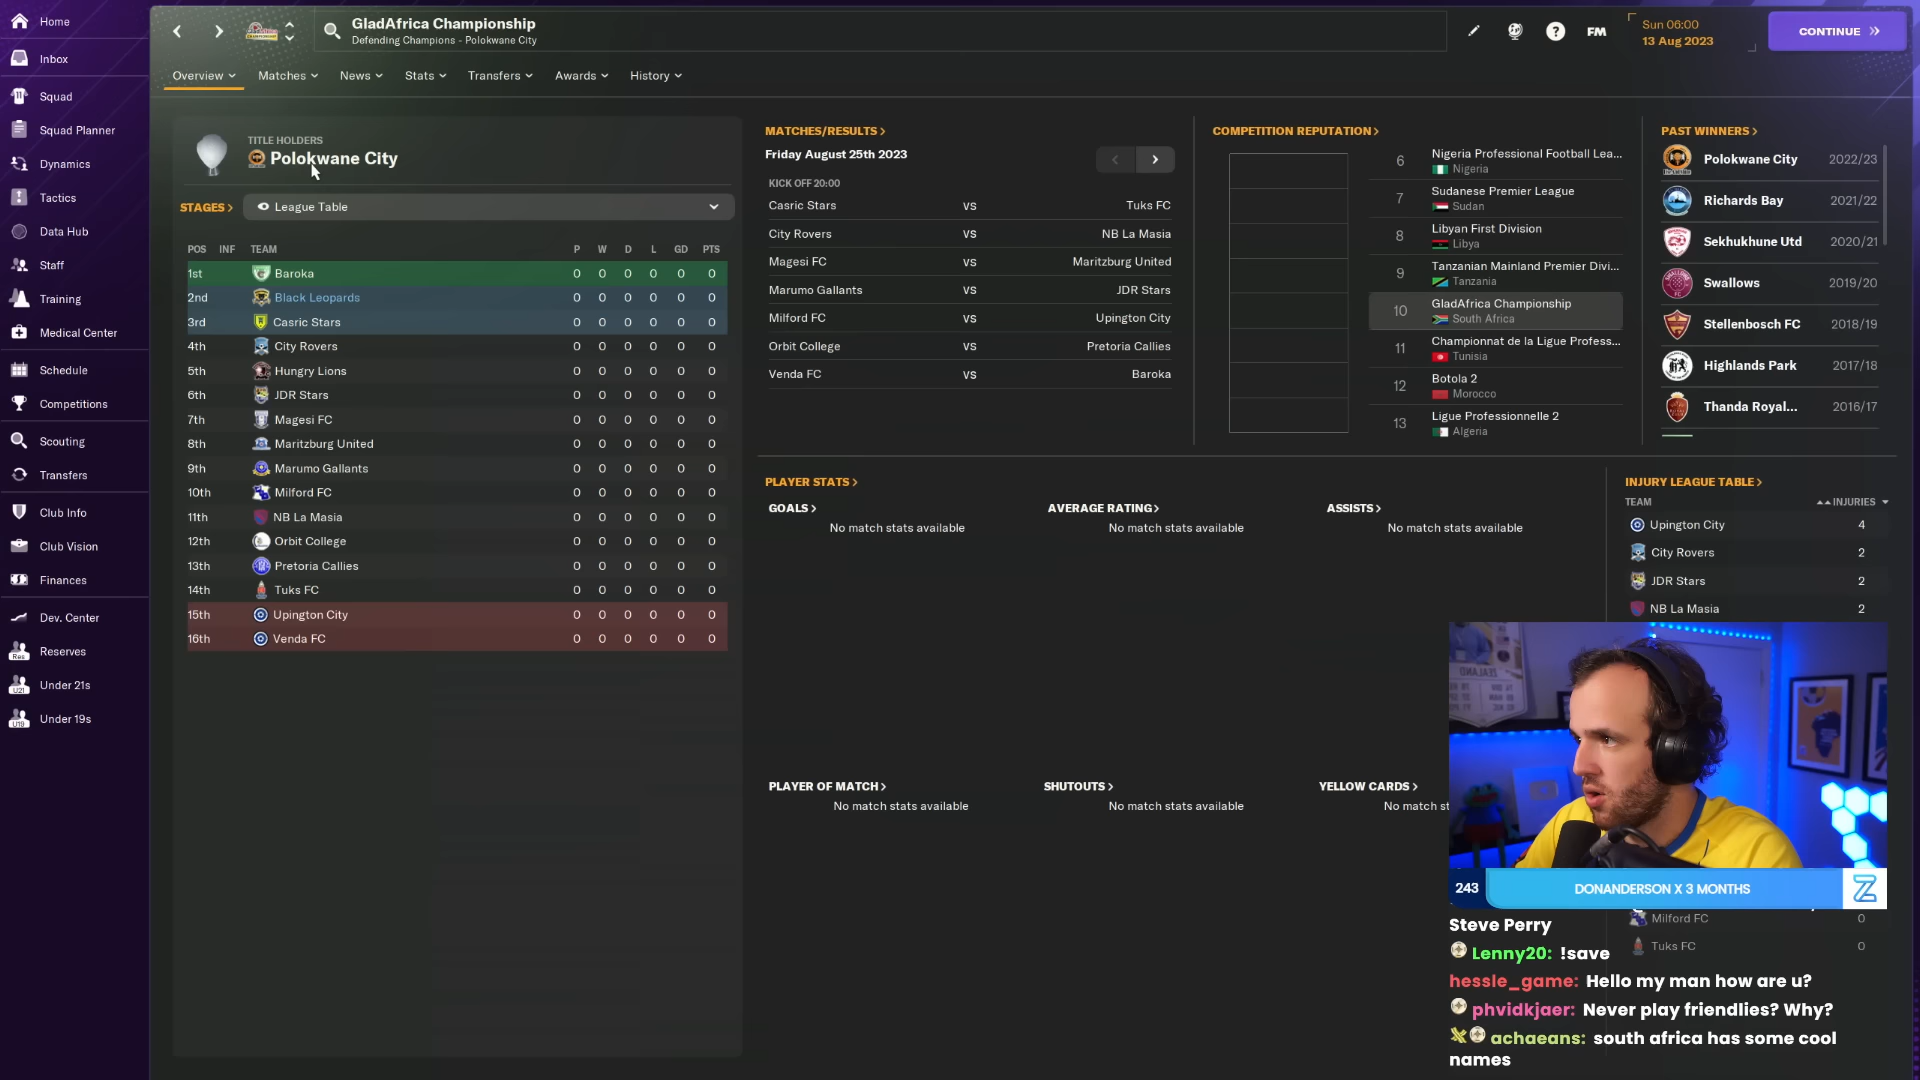 Home
Inbox
Squad
Squad Planner
Dynamics
Tactics
Data Hub
Staff
Training
Medical Center
Schedule
Competitions
Scouting
Transfers
Club Info
Club Vision
Finances
Dev. Center
Reserves
Under 21s
Under 19s
GladAfrica Championship
Defending Champions - Polokwane City
FM
Sun 06:00
13 Aug 2023
CONTINUE
Overview Matches News Stats Transfers Awards History
TITLE HOLDERS
Polokwane City
STAGES > League Table
POS INF TEAM P W D L GD PTS
1st Baroka 0 0 0 0 0 0
2nd Black Leopards 0 0 0 0 0 0
3rd Casric Stars 0 0 0 0 0 0
4th City Rovers 0 0 0 0 0 0
5th Hungry Lions 0 0 0 0 0 0
6th JDR Stars 0 0 0 0 0 0
7th Magesi FC 0 0 0 0 0 0
8th Maritzburg United 0 0 0 0 0 0
9th Marumo Gallants 0 0 0 0 0 0
10th Milford FC 0 0 0 0 0 0
11th NB La Masia 0 0 0 0 0 0
12th Orbit College 0 0 0 0 0 0
13th Pretoria Callies 0 0 0 0 0 0
14th Tuks FC 0 0 0 0 0 0
15th Upington City 0 0 0 0 0 0
16th Venda FC 0 0 0 0 0 0
MATCHES/RESULTS >
Friday August 25th 2023
KICK OFF 20:00
Casric Stars vs Tuks FC
City Rovers vs NB La Masia
Magesi FC vs Maritzburg United
Marumo Gallants vs JDR Stars
Milford FC vs Upington City
Orbit College vs Pretoria Callies
Venda FC vs Baroka
COMPETITION REPUTATION >
6 Nigeria Professional Football Lea...
Nigeria
7 Sudanese Premier League
Sudan
8 Libyan First Division
Libya
9 Tanzanian Mainland Premier Divi...
Tanzania
10 GladAfrica Championship
South Africa
11 Championnat de la Ligue Profess...
Tunisia
12 Botola 2
Morocco
13 Ligue Professionnelle 2
Algeria
PAST WINNERS >
Polokwane City 2022/23
Richards Bay 2021/22
Sekhukhune Utd 2020/21
Swallows 2019/20
Stellenbosch FC 2018/19
Highlands Park 2017/18
Thanda Royal... 2016/17
PLAYER STATS >
GOALS >
No match stats available
AVERAGE RATING >
No match stats available
ASSISTS >
No match stats available
PLAYER OF MATCH >
No match stats available
SHUTOUTS >
No match stats available
YELLOW CARDS >
No match st
INJURY LEAGUE TABLE >
TEAM INJURIES
Upington City 4
City Rovers 2
JDR Stars 2
NB La Masia 2
Milford FC 0
Tuks FC 0
243 DONANDERSON X 3 MONTHS
Steve Perry
Lenny20: !save
hessle_game: Hello my man how are u?
phvidkjaer: Never play friendlies? Why?
achaeans: south africa has some cool
names